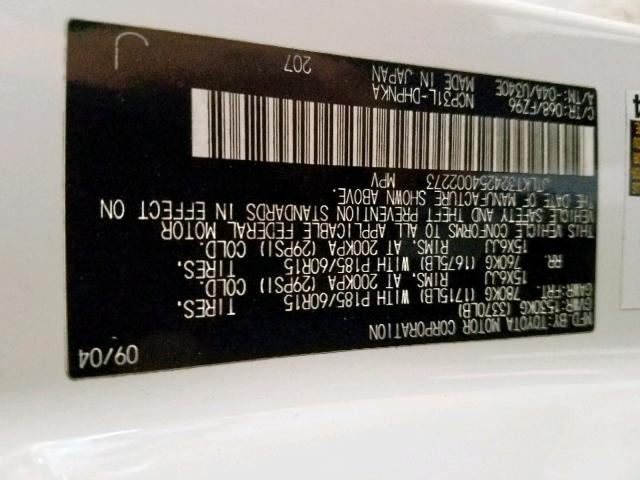 MFD.BY: TOYOTA MOTOR CORPORATION 09/04
GVWR:1530KG (3370LB)
GAWR:FRT. 780KG (1715LB) WITH P185/60R15 TIRES.
15X6JJ RIMS. AT 200KPA (29PSI) COLD.
RR. 760KG (1675LB) WITH P185/60R15 TIRES.
15X6JJ RIMS. AT 200KPA (29PSI) COLD.
THIS VEHICLE CONFORMS TO ALL APPLICABLE FEDERAL MOTOR
VEHICLE SAFETY AND THEFT PREVENTION STANDARDS IN EFFECT ON
THE DATE OF MANUFACTURE SHOWN ABOVE.
JTLKT324254002273 MPV
C/TR:068/FZ96
A/TM:-04A/U340E
NCP31L-DHPNKA
MADE IN JAPAN
207
J